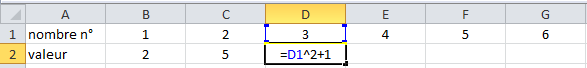 A B C D E F G
1 nombre n° 1 2 3 4 5 6
2 valeur 2 5 =D1^2+1